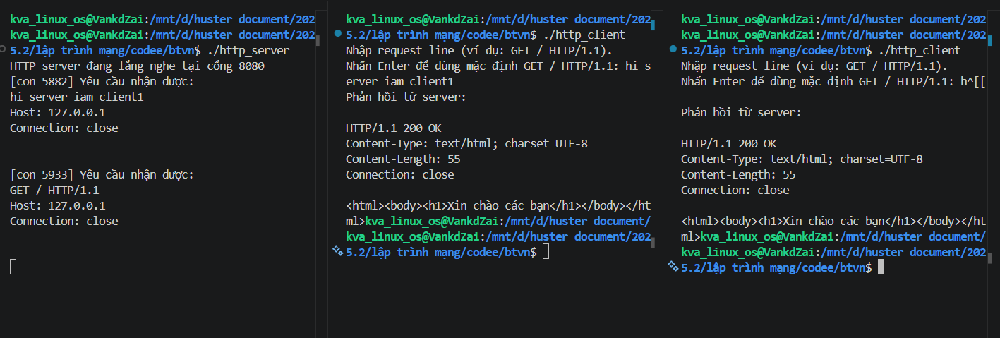 kva_linux_os@VankdZai:/mnt/d/huster document/202
kva_linux_os@VankdZai:/mnt/d/huster document/202
5.2/lập trình mạng/codee/btvn$ ./http_server
HTTP server đang lắng nghe tại cổng 8080
[con 5882] Yêu cầu nhận được:
hi server iam client1
Host: 127.0.0.1
Connection: close
[con 5933] Yêu cầu nhận được:
GET / HTTP/1.1
Host: 127.0.0.1
Connection: close
kva_linux_os@VankdZai:/mnt/d/huster document/202
5.2/lập trình mạng/codee/btvn$ ./http_client
Nhập request line (ví dụ: GET / HTTP/1.1).
Nhấn Enter để dùng mặc định GET / HTTP/1.1: hi s
erver iam client1
Phản hồi từ server:
HTTP/1.1 200 OK
Content-Type: text/html; charset=UTF-8
Content-Length: 55
Connection: close
<html><body><h1>Xin chào các bạn</h1></body></ht
ml>kva_linux_os@VankdZai:/mnt/d/huster document/
kva_linux_os@VankdZai:/mnt/d/huster document/202
5.2/lập trình mạng/codee/btvn$
kva_linux_os@VankdZai:/mnt/d/huster document/202
kva_linux_os@VankdZai:/mnt/d/huster document/202
5.2/lập trình mạng/codee/btvn$ ./http_client
Nhập request line (ví dụ: GET / HTTP/1.1).
Nhấn Enter để dùng mặc định GET / HTTP/1.1: h^[[
Phản hồi từ server:
HTTP/1.1 200 OK
Content-Type: text/html; charset=UTF-8
Content-Length: 55
Connection: close
<html><body><h1>Xin chào các bạn</h1></body></ht
ml>kva_linux_os@VankdZai:/mnt/d/huster document/
kva_linux_os@VankdZai:/mnt/d/huster document/202
5.2/lập trình mạng/codee/btvn$